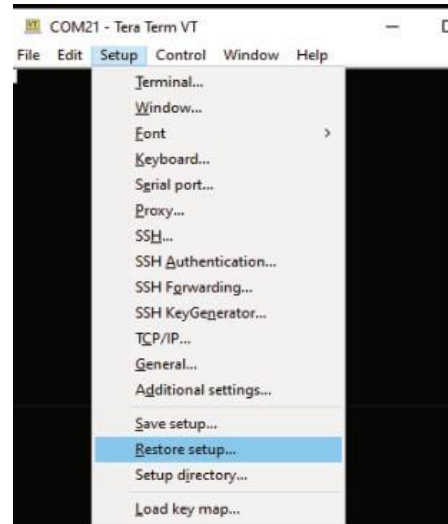 COM21 - Tera Term VT
File Edit Setup Control Window Help
Terminal...
Window...
Font
Keyboard...
Serial port...
Proxy...
SSH...
SSH Authentication...
SSH Forwarding...
SSH KeyGenerator...
TCP/IP...
General...
Additional settings...
Save setup...
Restore setup...
Setup directory...
Load key map...